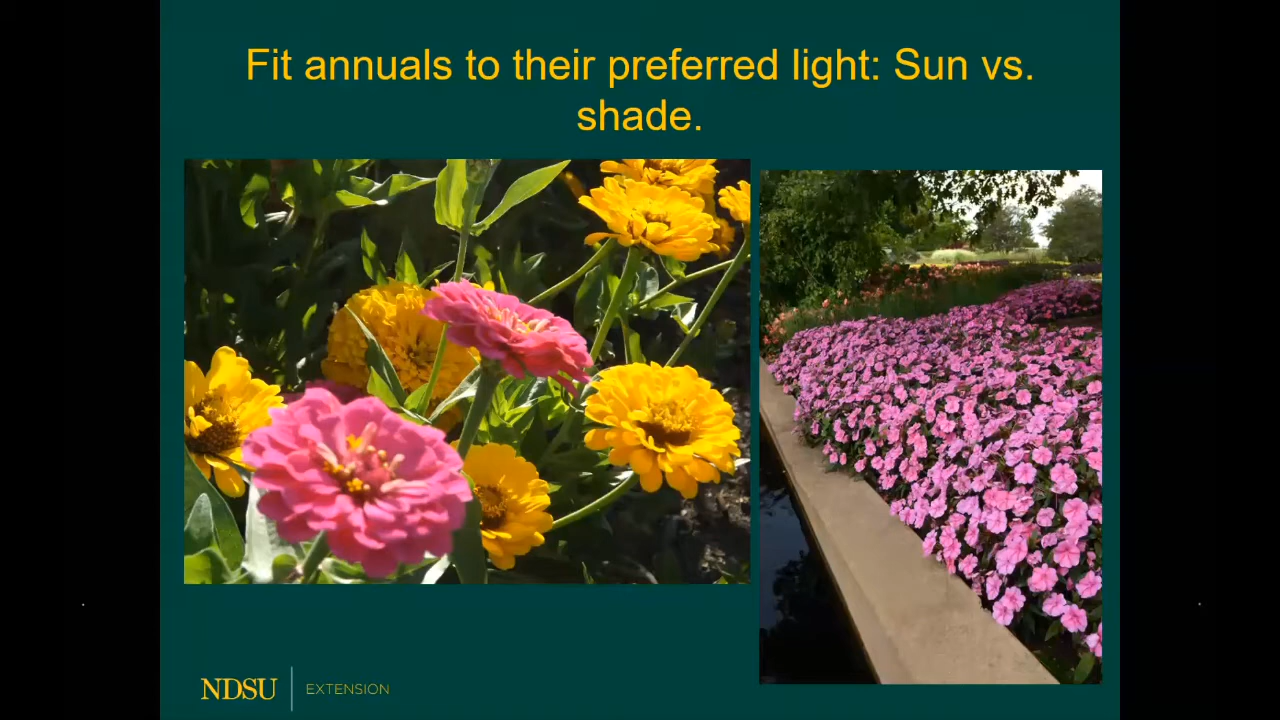 Fit annuals to their preferred light: Sun vs.
shade.
NDSU EXTENSION